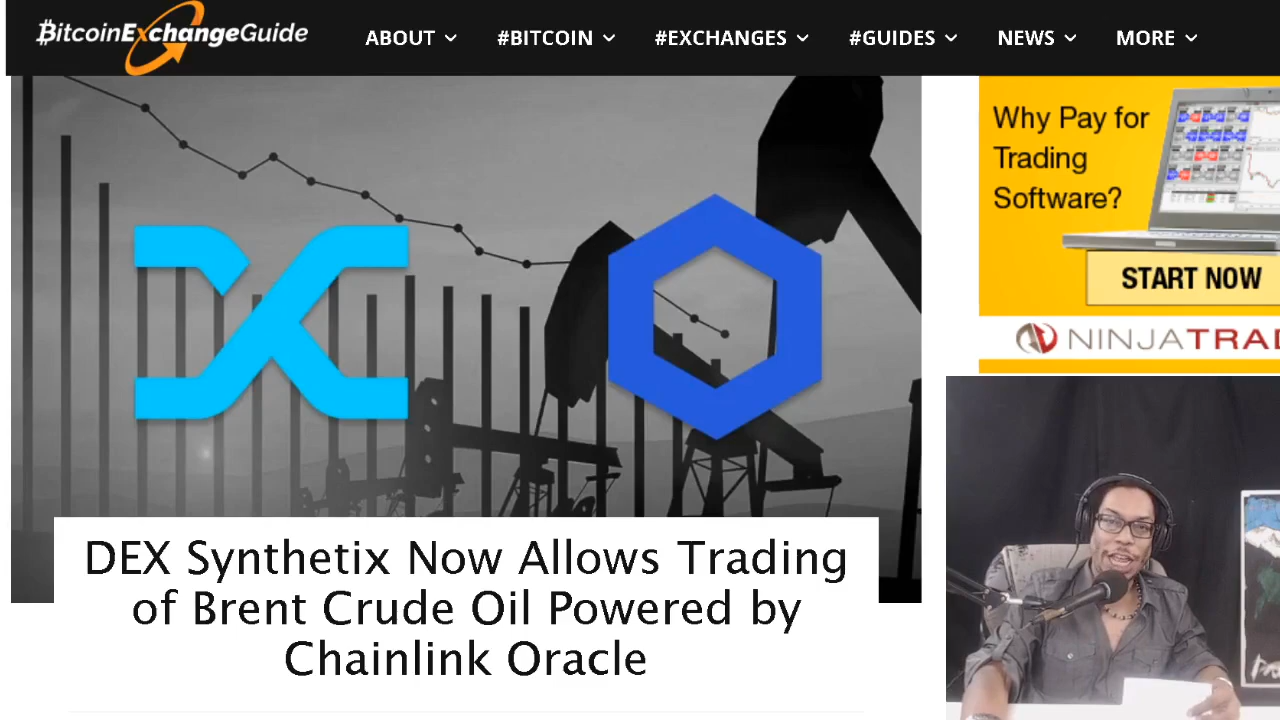 BitcoinExchangeGuide
ABOUT
#BITCOIN
#EXCHANGES
#GUIDES
NEWS
MORE
Why Pay for
Trading
Software?
START NOW
DEX Synthetix Now Allows Trading
of Brent Crude Oil Powered by
Chainlink Oracle